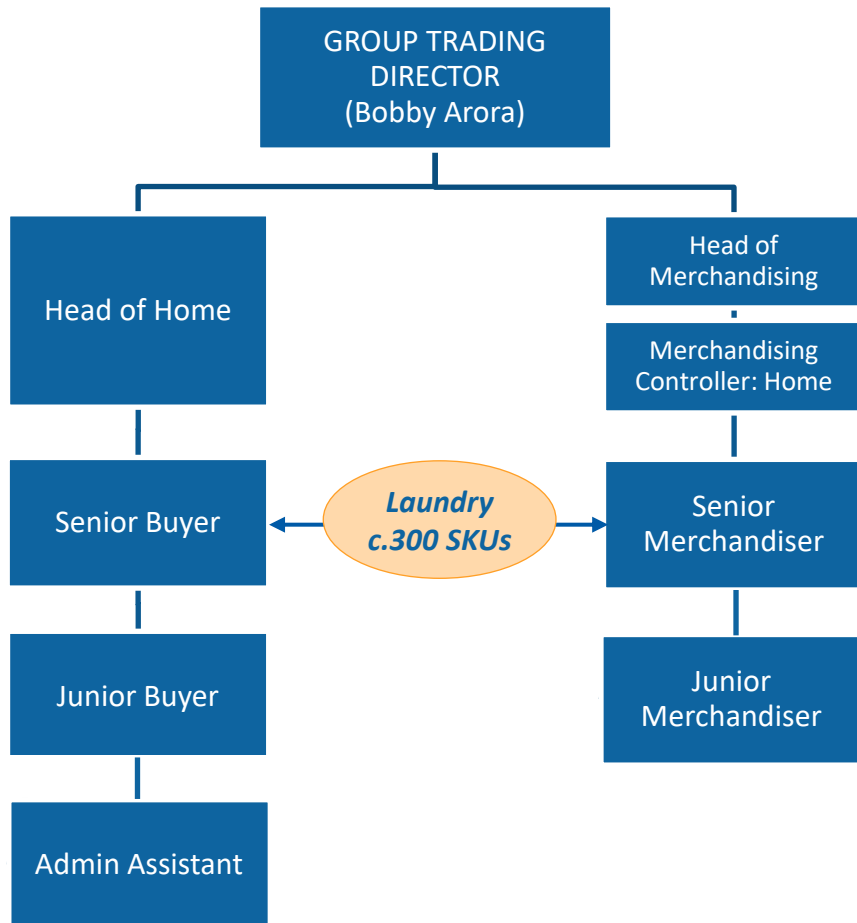 GROUP TRADING
DIRECTOR
(Bobby Arora)
Head of Home
Head of
Merchandising
Merchandising
Controller: Home
Senior Buyer
Laundry
c.300 SKUs
Senior
Merchandiser
Junior Buyer
Junior
Merchandiser
Admin Assistant